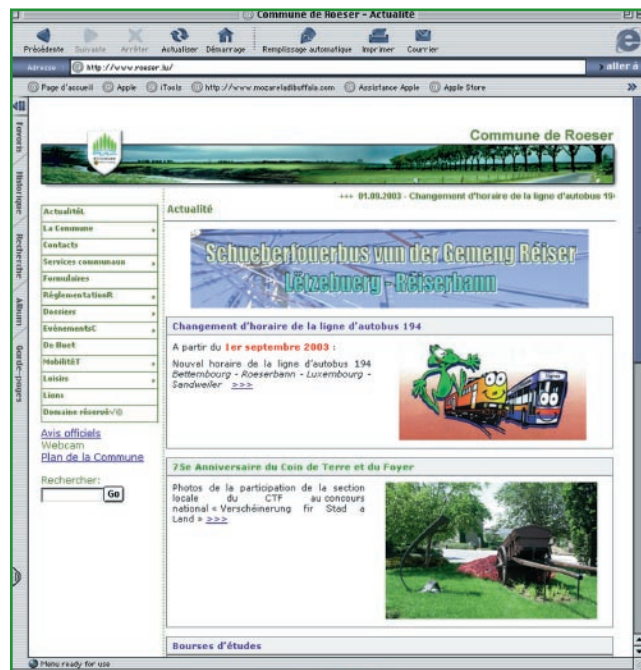 Commune de Roeser - Actualité
Précédente Suivante Arrêter Actualiser Démarrage Remplissage automatique Imprimer Courrier
Adresse http://www.roeser.lu/ aller à
Page d'accueil Apple iTools http://www.mozareladibuffala.com Assistance Apple Apple Store
Favoris
Historique
Recherche
Album
Garde-pages
Commune de Roeser
+++ 01.09.2003 - Changement d'horaire de la ligne d'autobus 19
ActualitéL
La Commune
Contacts
Services communaux
Formulaires
RéglementationR
Dossiers
EvénementsC
De Buet
MobilitéT
Loisirs
Liens
Domaine réservé√©
Avis officiels
Webcam
Plan de la Commune
Rechercher:
Go
Actualité
Schueberfouerbus vun der Gemeng Réiser
Lëtzebuerg - Réiserbann
Changement d'horaire de la ligne d'autobus 194
A partir du 1er septembre 2003 :
Nouvel horaire de la ligne d'autobus 194
Bettembourg - Roeserbann - Luxembourg -
Sandweiler >>>
75e Anniversaire du Coin de Terre et du Foyer
Photos de la participation de la section
locale du CTF au concours
national « Verschéinerung fir Stad a
Land » >>>
Bourses d'études
Menu ready for use